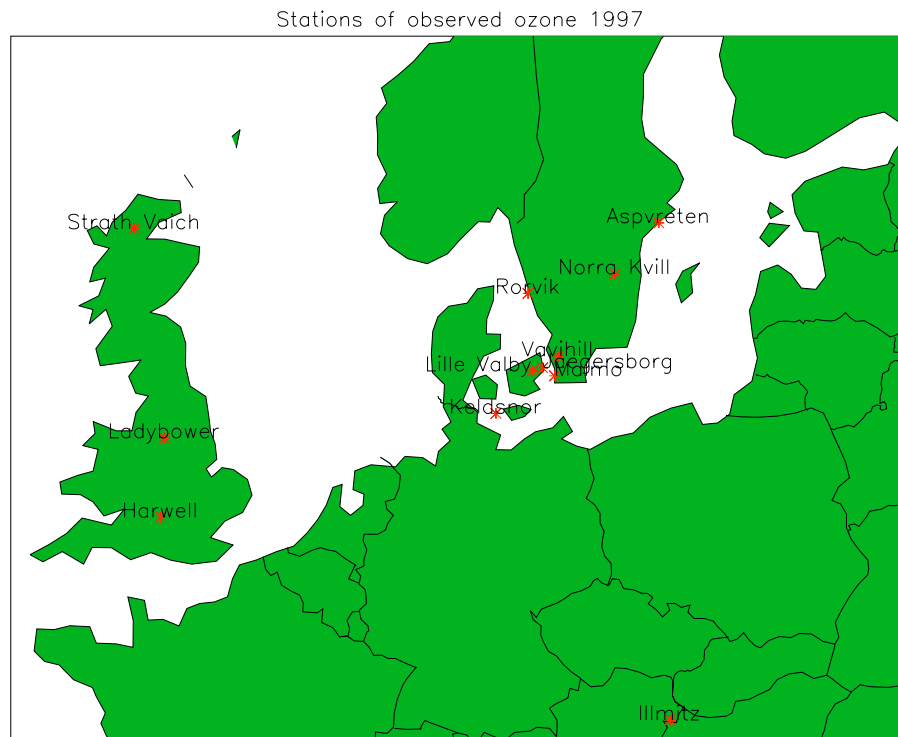 Stations of observed ozone 1997
Strath Vaich
Aspvreten
Norra Kvill
Rorvik
Vavihill
Lille Valby
Jaegersborg
Malmo
Keldsnor
Ladybower
Harwell
Illmitz